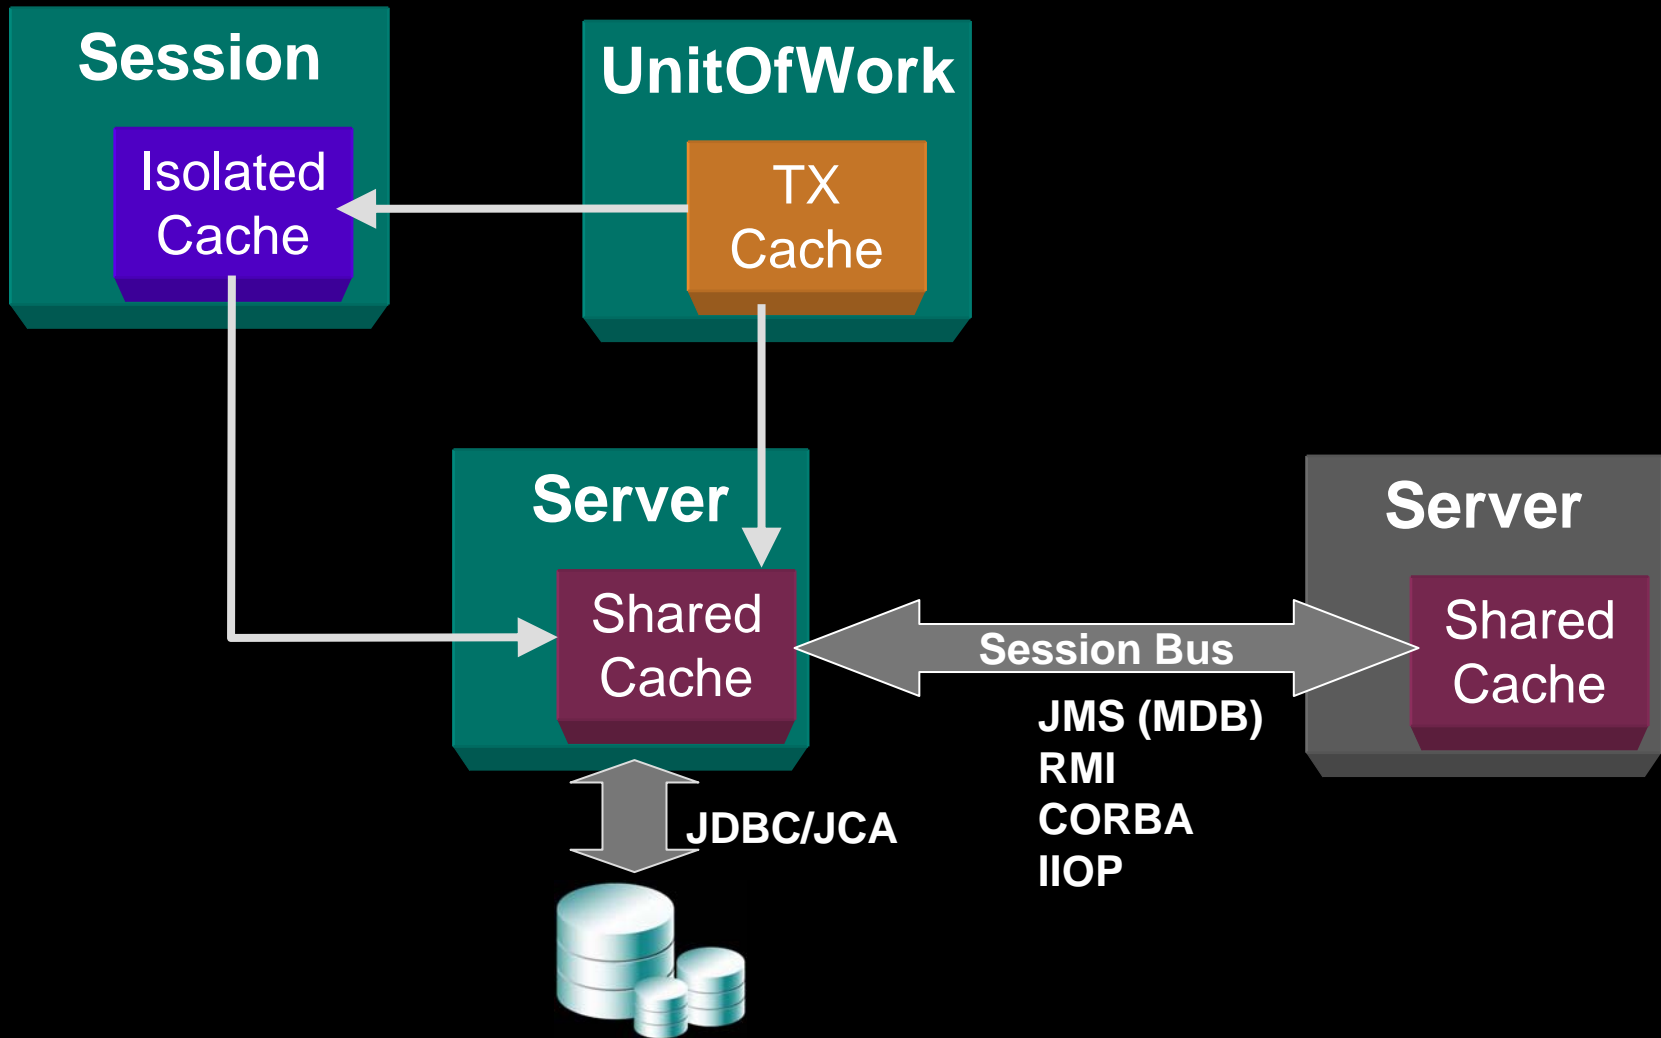 Session
Isolated
Cache
UnitOfWork
TX
Cache
Server
Shared
Cache
Session Bus
Server
Shared
Cache
JMS (MDB)
RMI
CORBA
IIOP
JDBC/JCA